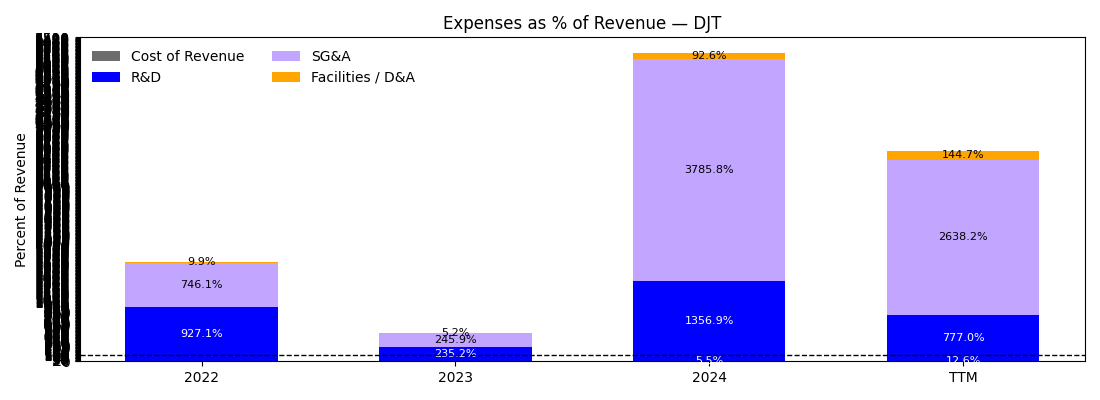 Expenses as % of Revenue — DJT
Percent of Revenue
Cost of Revenue
R&D
SG&A
Facilities / D&A
9.9%
746.1%
927.1%
5.2%
245.9%
235.2%
92.6%
3785.8%
1356.9%
5.5%
144.7%
2638.2%
777.0%
12.6%
2022
2023
2024
TTM